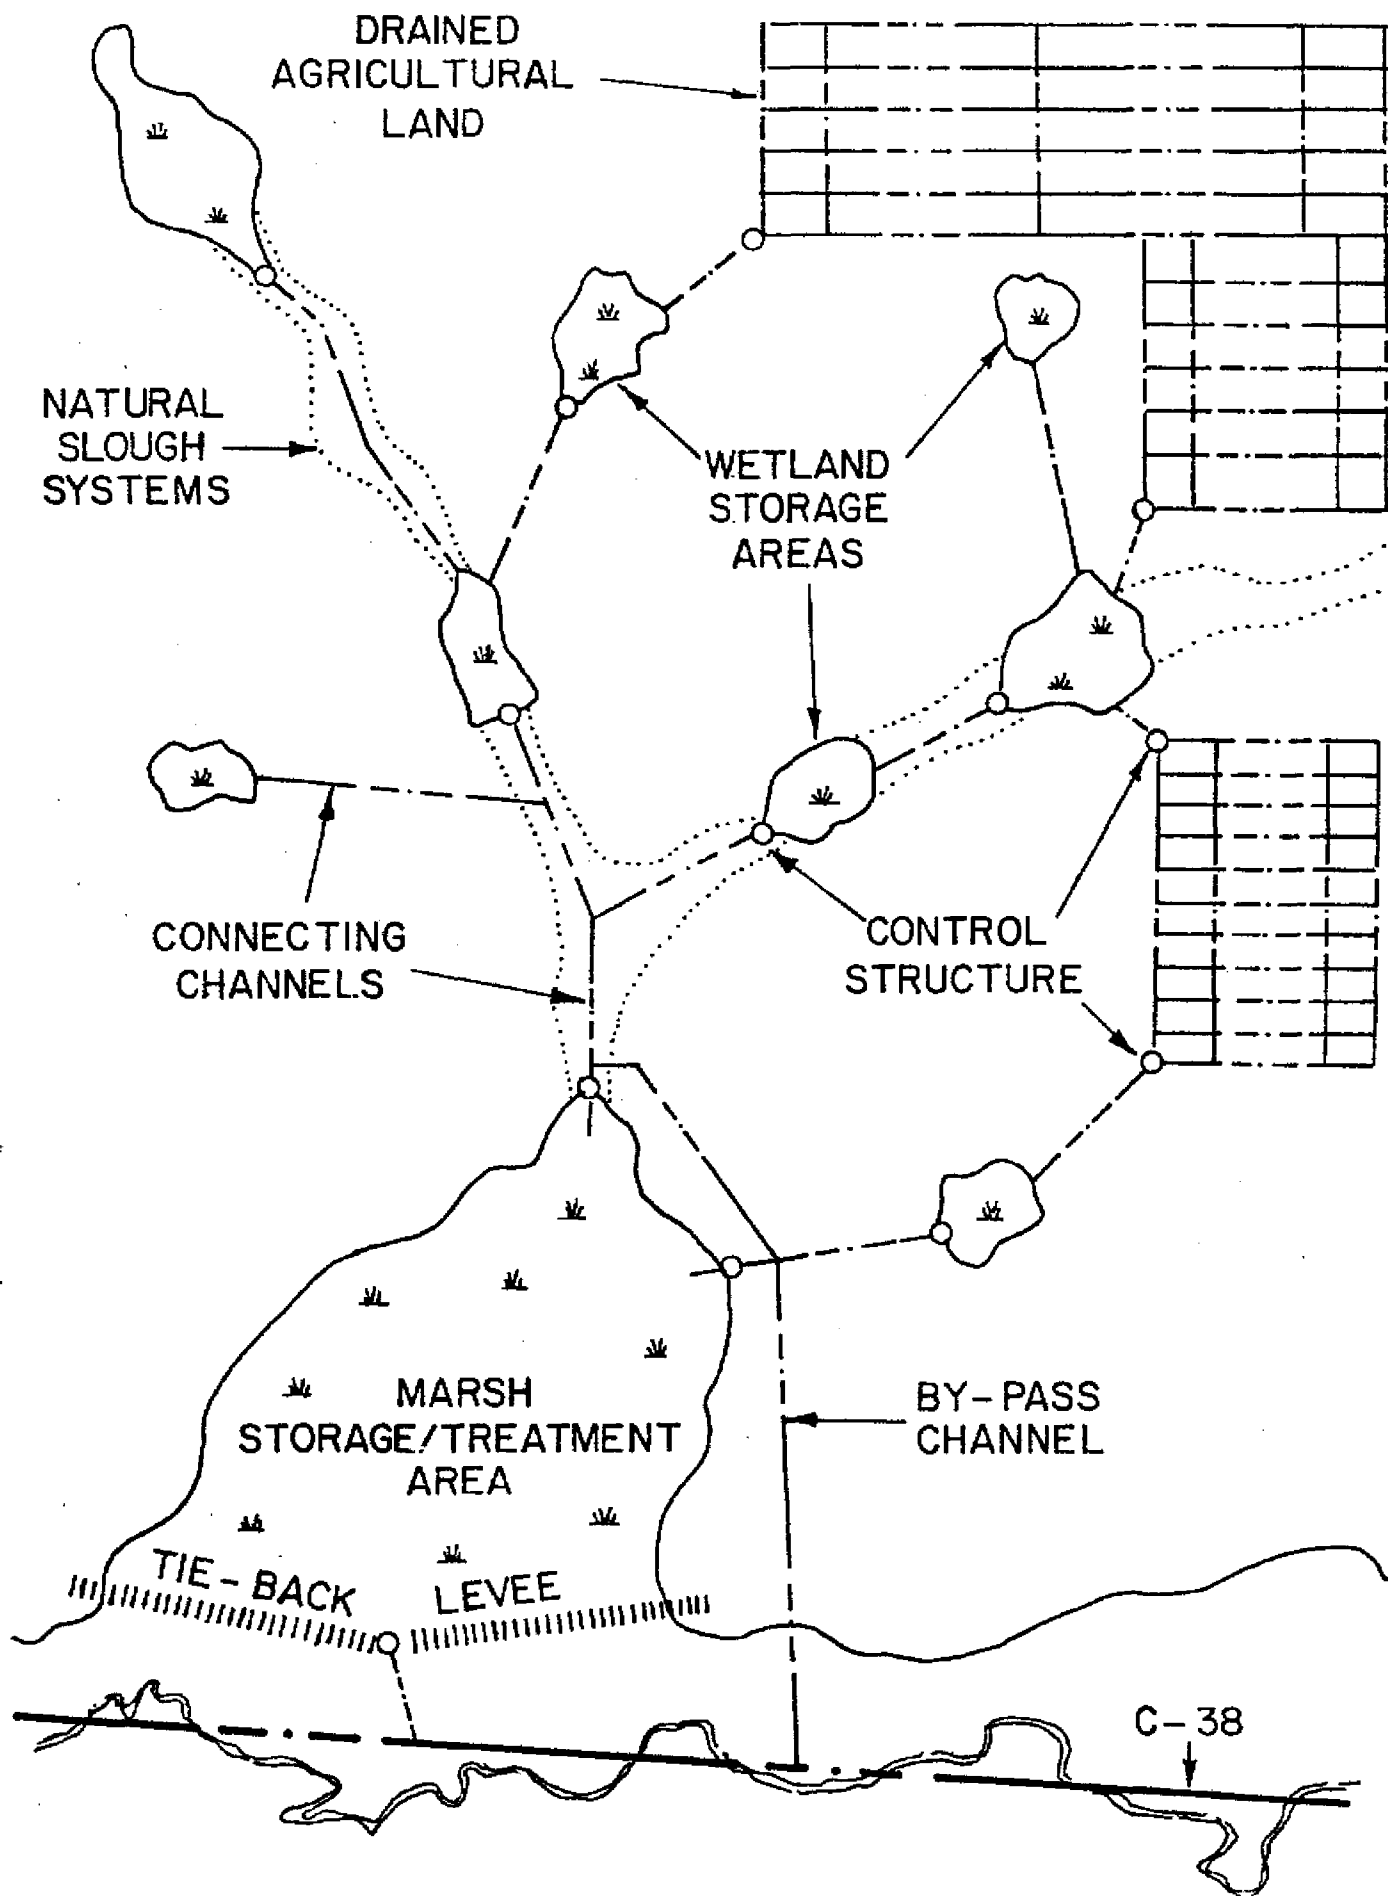 DRAINED
AGRICULTURAL
LAND
NATURAL
SLOUGH
SYSTEMS
WETLAND
STORAGE
AREAS
CONNECTING
CHANNELS
CONTROL
STRUCTURE
MARSH
STORAGE/TREATMENT
AREA
BY-PASS
CHANNEL
TIE-BACK LEVEE
C-38